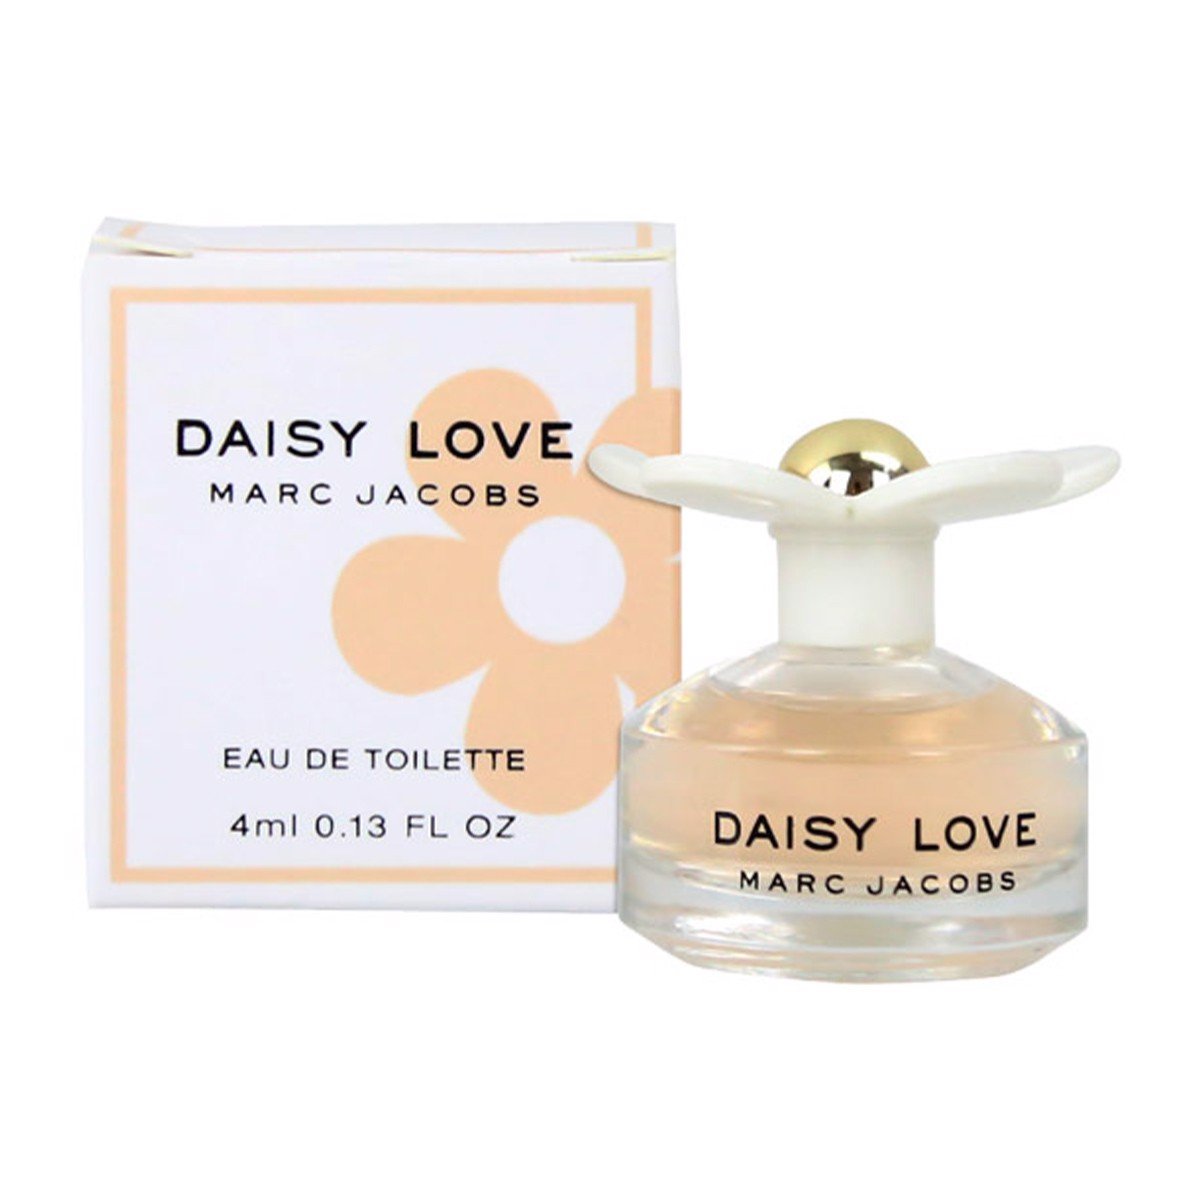 DAISY LOVE
MARC JACOBS
EAU DE TOILETTE
4ml 0.13 FL OZ
DAISY LOVE
MARC JACOBS